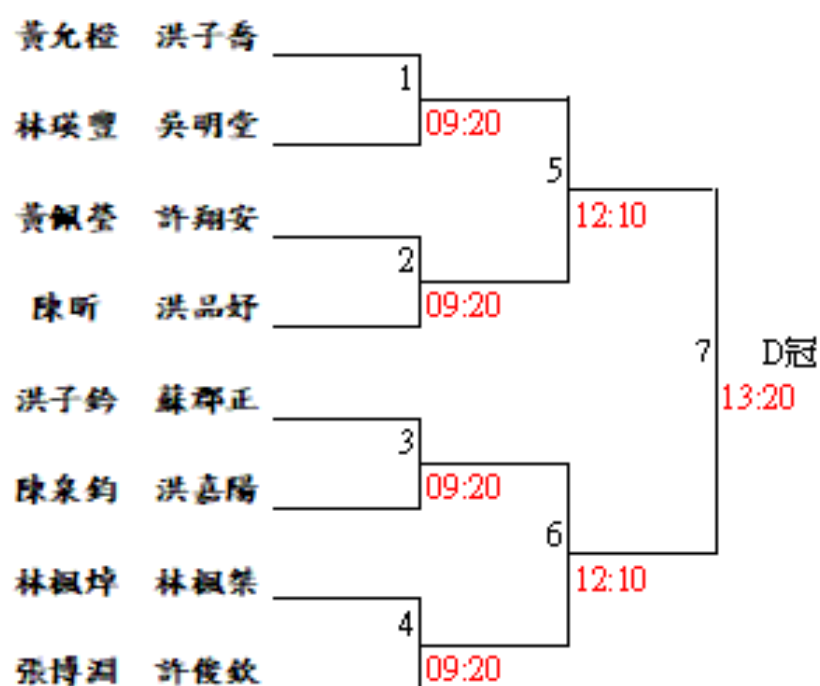 黃允橙 洪子喬
1
林瑛豐 吳明堂
09:20
5
黃佩瑩 許翔安
12:10
2
陳昕 洪品妤
09:20
7 D冠
洪子鈐 蘇郡正
13:20
3
陳泉鈞 洪嘉陽
09:20
6
林楓焯 林楓桀
12:10
4
張博淵 許俊欽
09:20